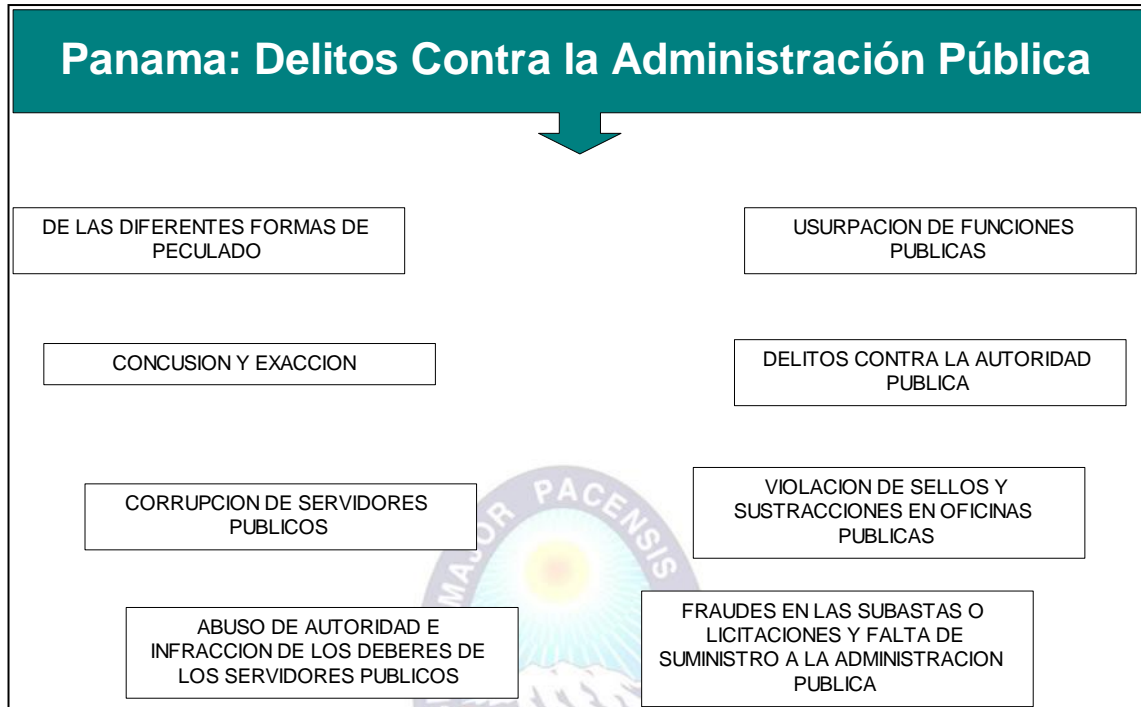 Panama: Delitos Contra la Administración Pública
DE LAS DIFERENTES FORMAS DE
PECULADO
USURPACION DE FUNCIONES
PUBLICAS
CONCUSION Y EXACCION
DELITOS CONTRA LA AUTORIDAD
PUBLICA
CORRUPCION DE SERVIDORES
PUBLICOS
VIOLACION DE SELLOS Y
SUSTRACCIONES EN OFICINAS
PUBLICAS
ABUSO DE AUTORIDAD E
INFRACCION DE LOS DEBERES DE
LOS SERVIDORES PUBLICOS
FRAUDES EN LAS SUBASTAS O
LICITACIONES Y FALTA DE
SUMINISTRO A LA ADMINISTRACION
PUBLICA
MAJOR PACENSIS